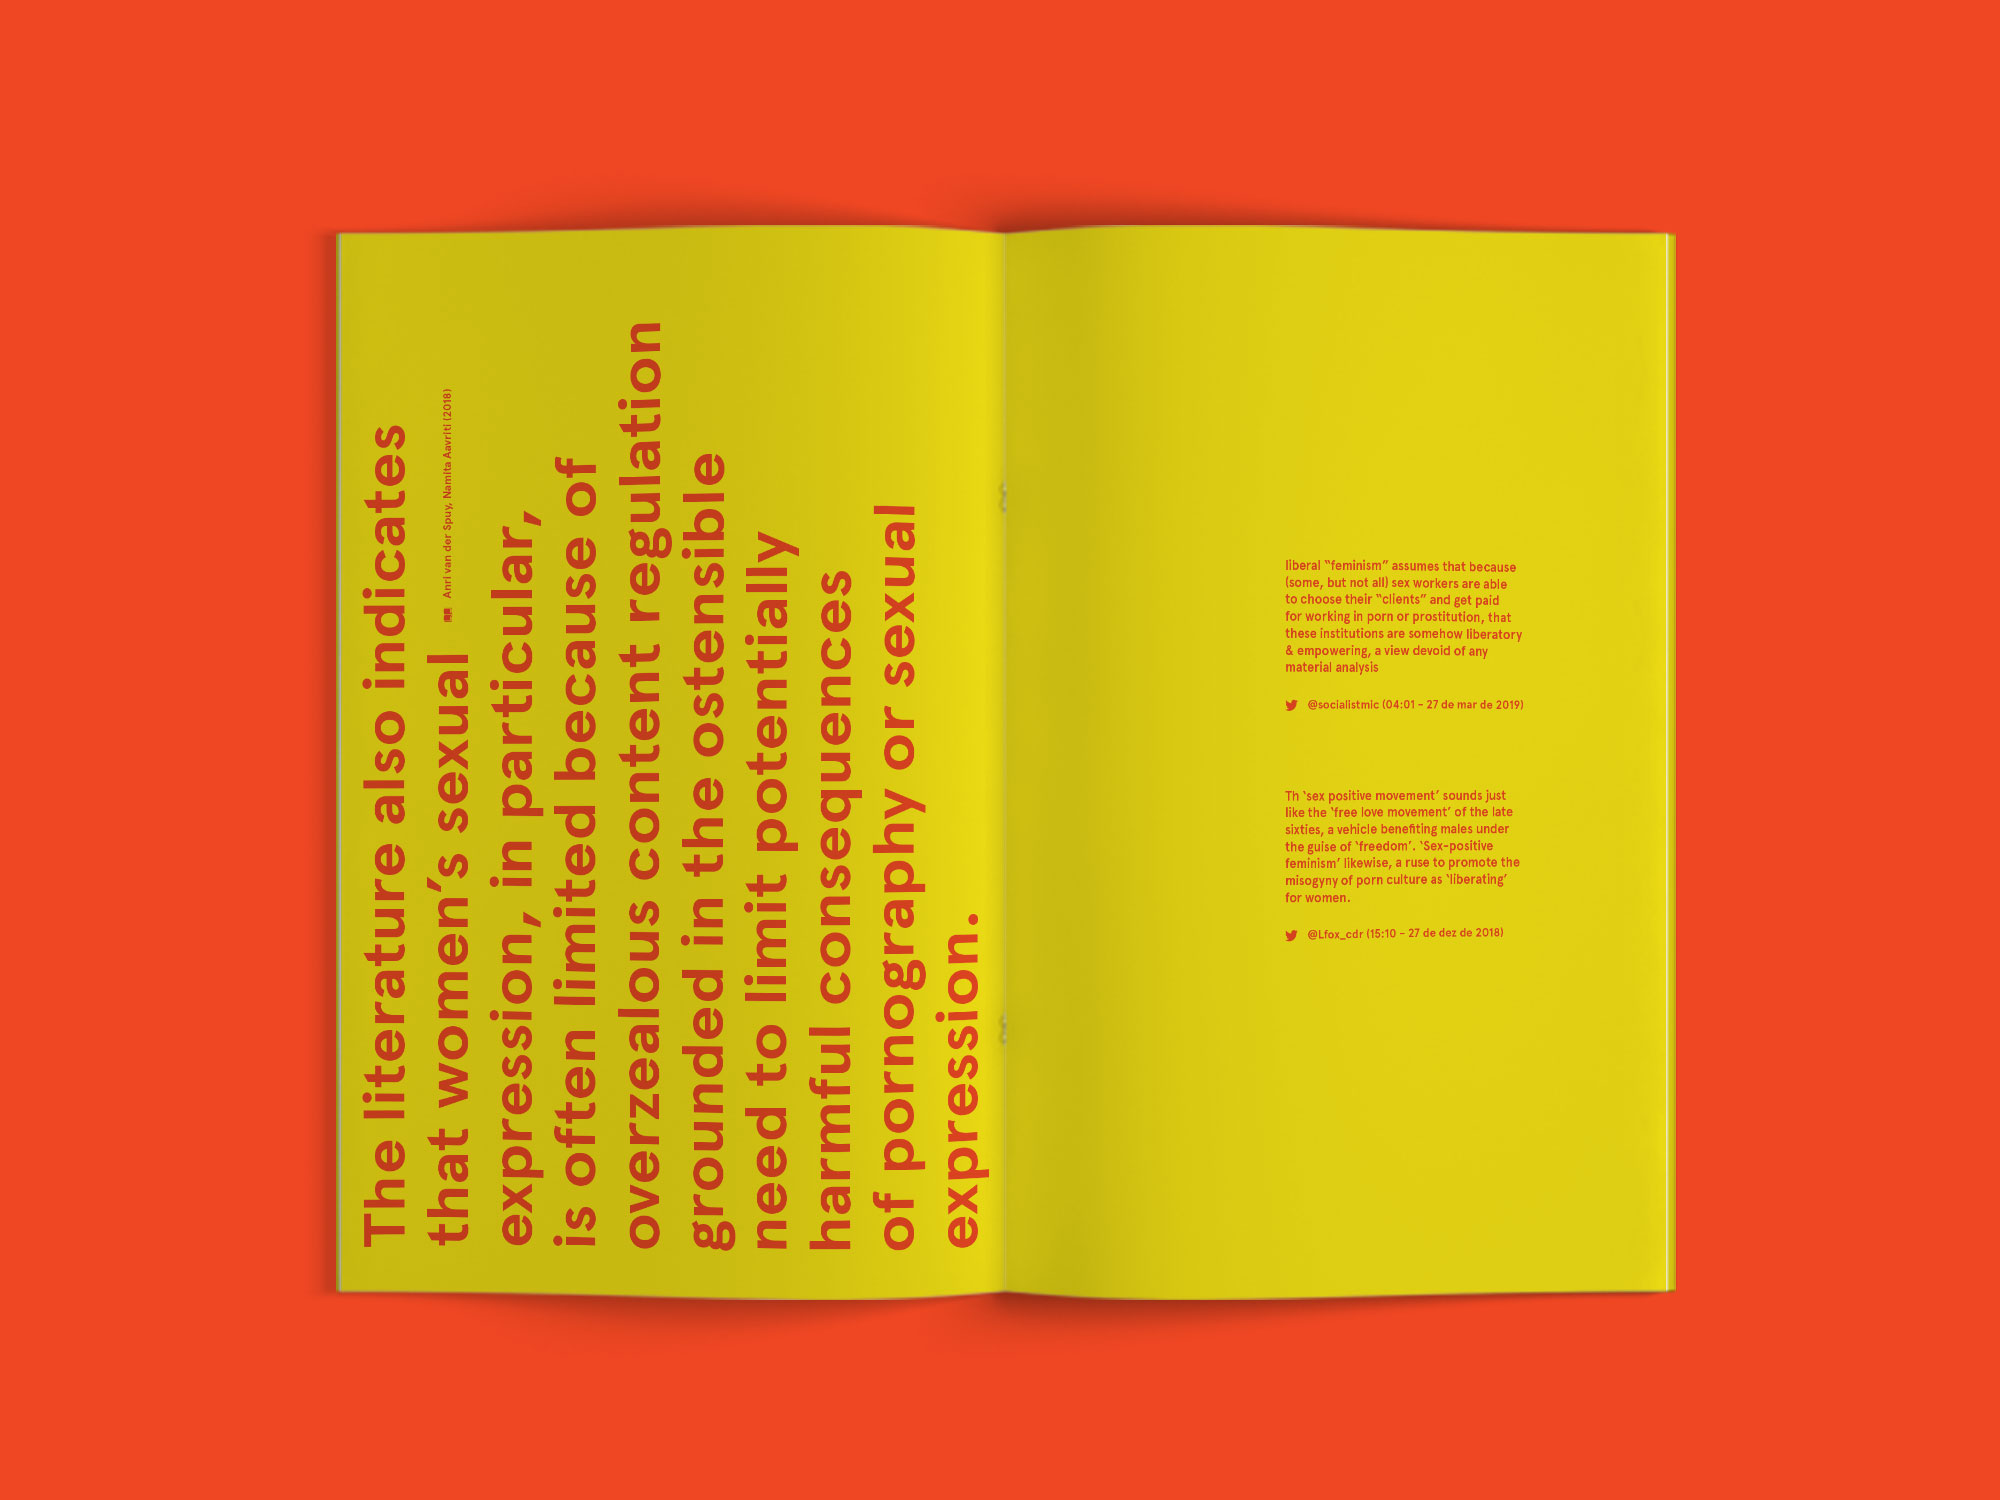 The literature also indicates
that women's sexual
Anri van der Spuy, Namita Aavriti (2018)
expression, in particular,
is often limited because of
overzealous content regulation
grounded in the ostensible
need to limit potentially
harmful consequences
of pornography or sexual
expression.
liberal “feminism” assumes that because
(some, but not all) sex workers are able
to choose their “clients” and get paid
for working in porn or prostitution, that
these institutions are somehow liberatory
& empowering, a view devoid of any
material analysis
@socialistmic (04:01 – 27 de mar de 2019)
Th ‘sex positive movement’ sounds just
like the ‘free love movement’ of the late
sixties, a vehicle benefiting males under
the guise of ‘freedom’. ‘Sex-positive
feminism’ likewise, a ruse to promote the
misogyny of porn culture as ‘liberating’
for women.
@Lfox_cdr (15:10 – 27 de dez de 2018)